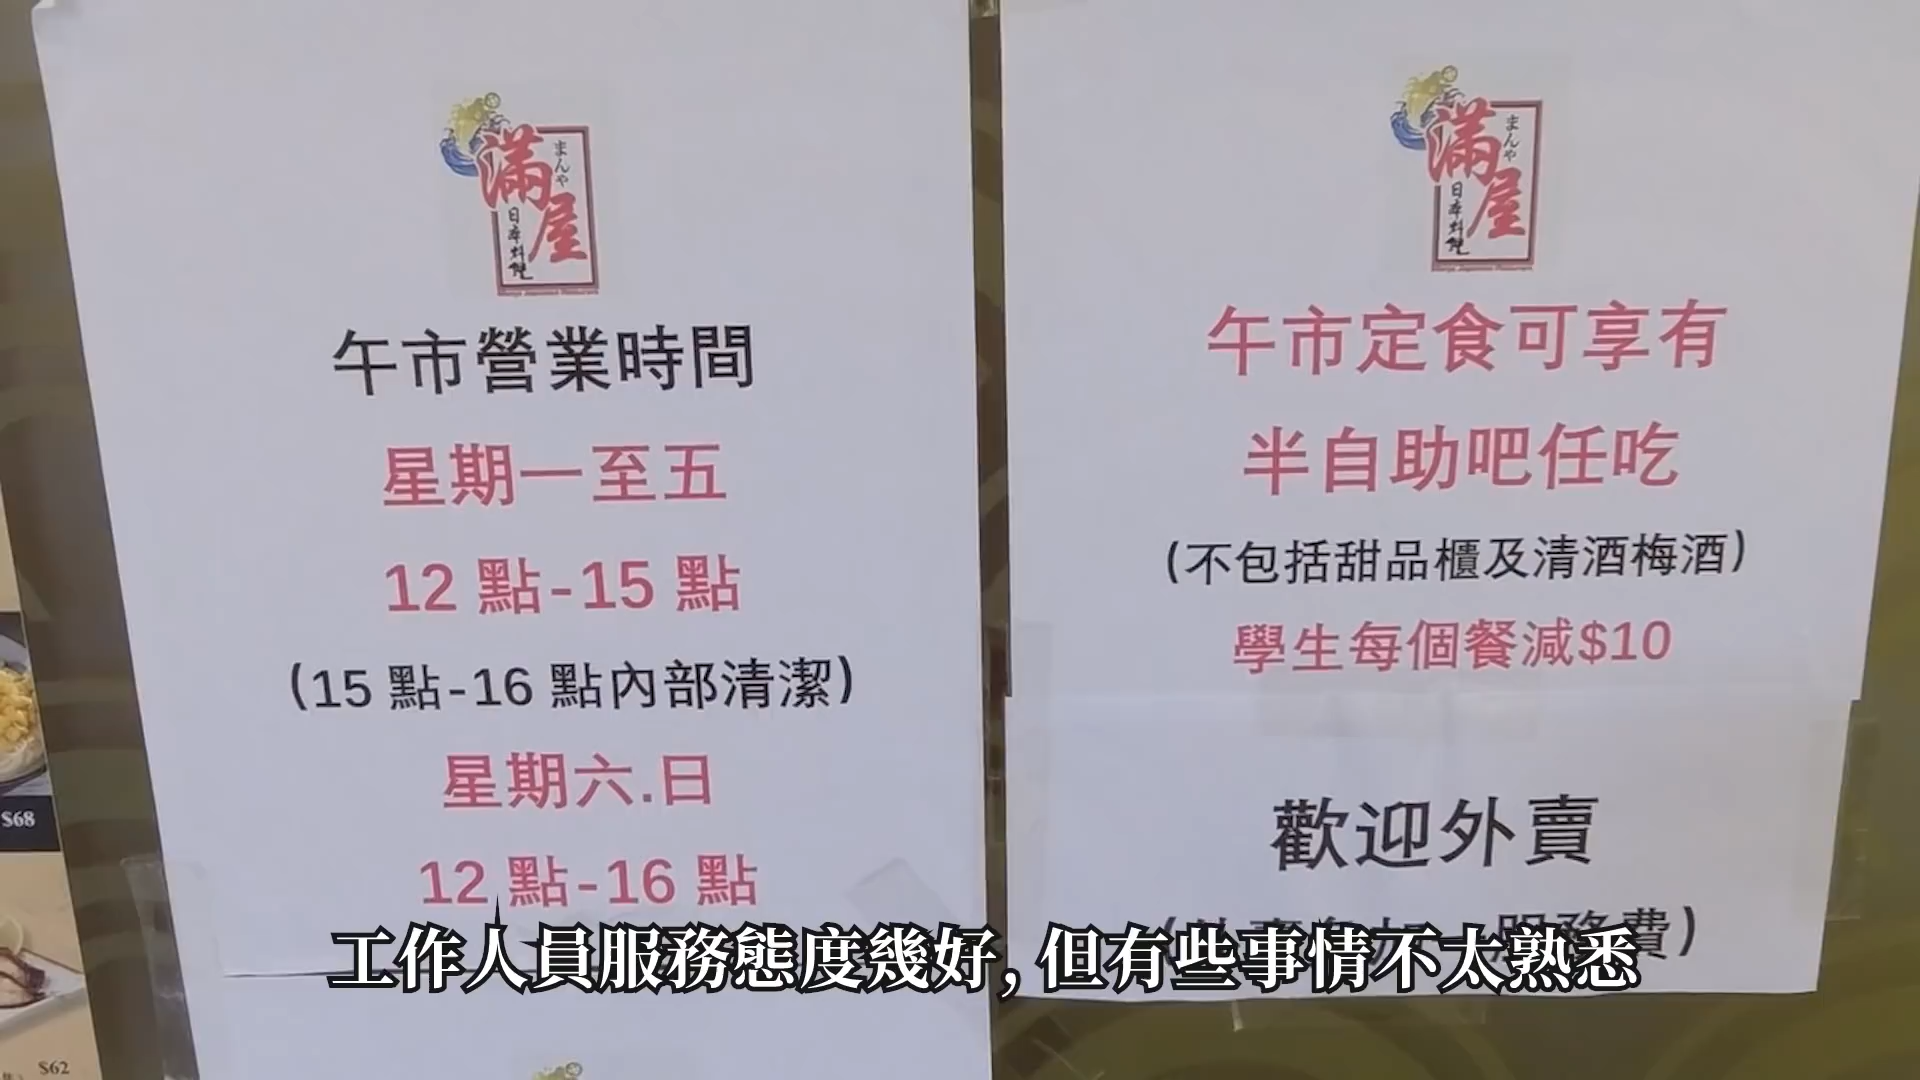 滿屋
まんや
日本料理
午市營業時間
星期一至五
12 點-15 點
(15 點-16 點內部清潔)
星期六.日
12 點-16 點
滿屋
まんや
日本料理
午市定食可享有
半自助吧任吃
(不包括甜品櫃及清酒梅酒)
學生每個餐減$10
歡迎外賣
服務費)
$68
$62
工作人員服務態度幾好, 但有些事情不太熟悉